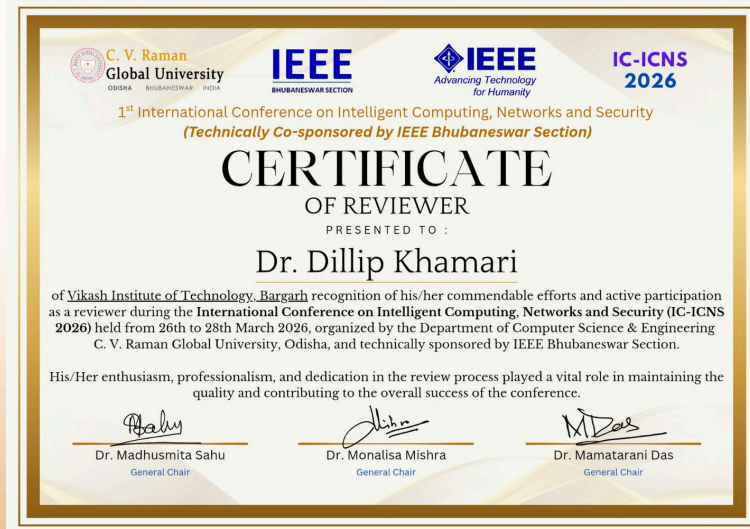 C. V. Raman
Global University
ODISHA BHUBANESWAR INDIA
IEEE
BHUBANESWAR SECTION
IEEE
Advancing Technology
for Humanity
IC-ICNS
2026
1st International Conference on Intelligent Computing, Networks and Security
(Technically Co-sponsored by IEEE Bhubaneswar Section)
CERTIFICATE
OF REVIEWER
PRESENTED TO :
Dr. Dillip Khamari
of Vikash Institute of Technology, Bargarh recognition of his/her commendable efforts and active participation
as a reviewer during the International Conference on Intelligent Computing, Networks and Security (IC-ICNS
2026) held from 26th to 28th March 2026, organized by the Department of Computer Science & Engineering
C. V. Raman Global University, Odisha, and technically sponsored by IEEE Bhubaneswar Section.
His/Her enthusiasm, professionalism, and dedication in the review process played a vital role in maintaining the
quality and contributing to the overall success of the conference.
MDas
Dr. Madhusmita Sahu
General Chair
Dr. Monalisa Mishra
General Chair
Dr. Mamatarani Das
General Chair